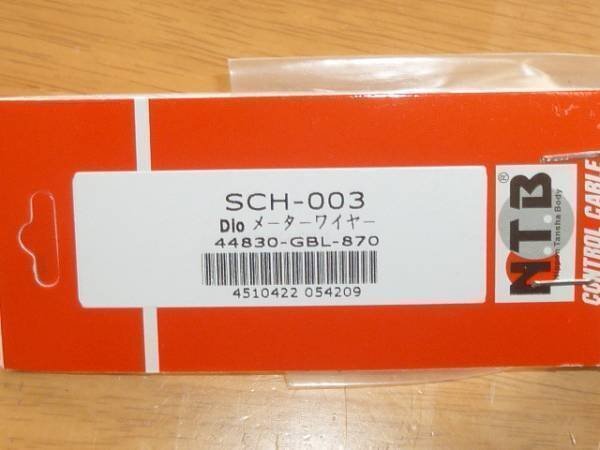 SCH-003
Dio メーターワイヤー
44830-GBL-870
4510422 054209
N.T.B
®
Nippon Tansha Body
CONTROL CABLE